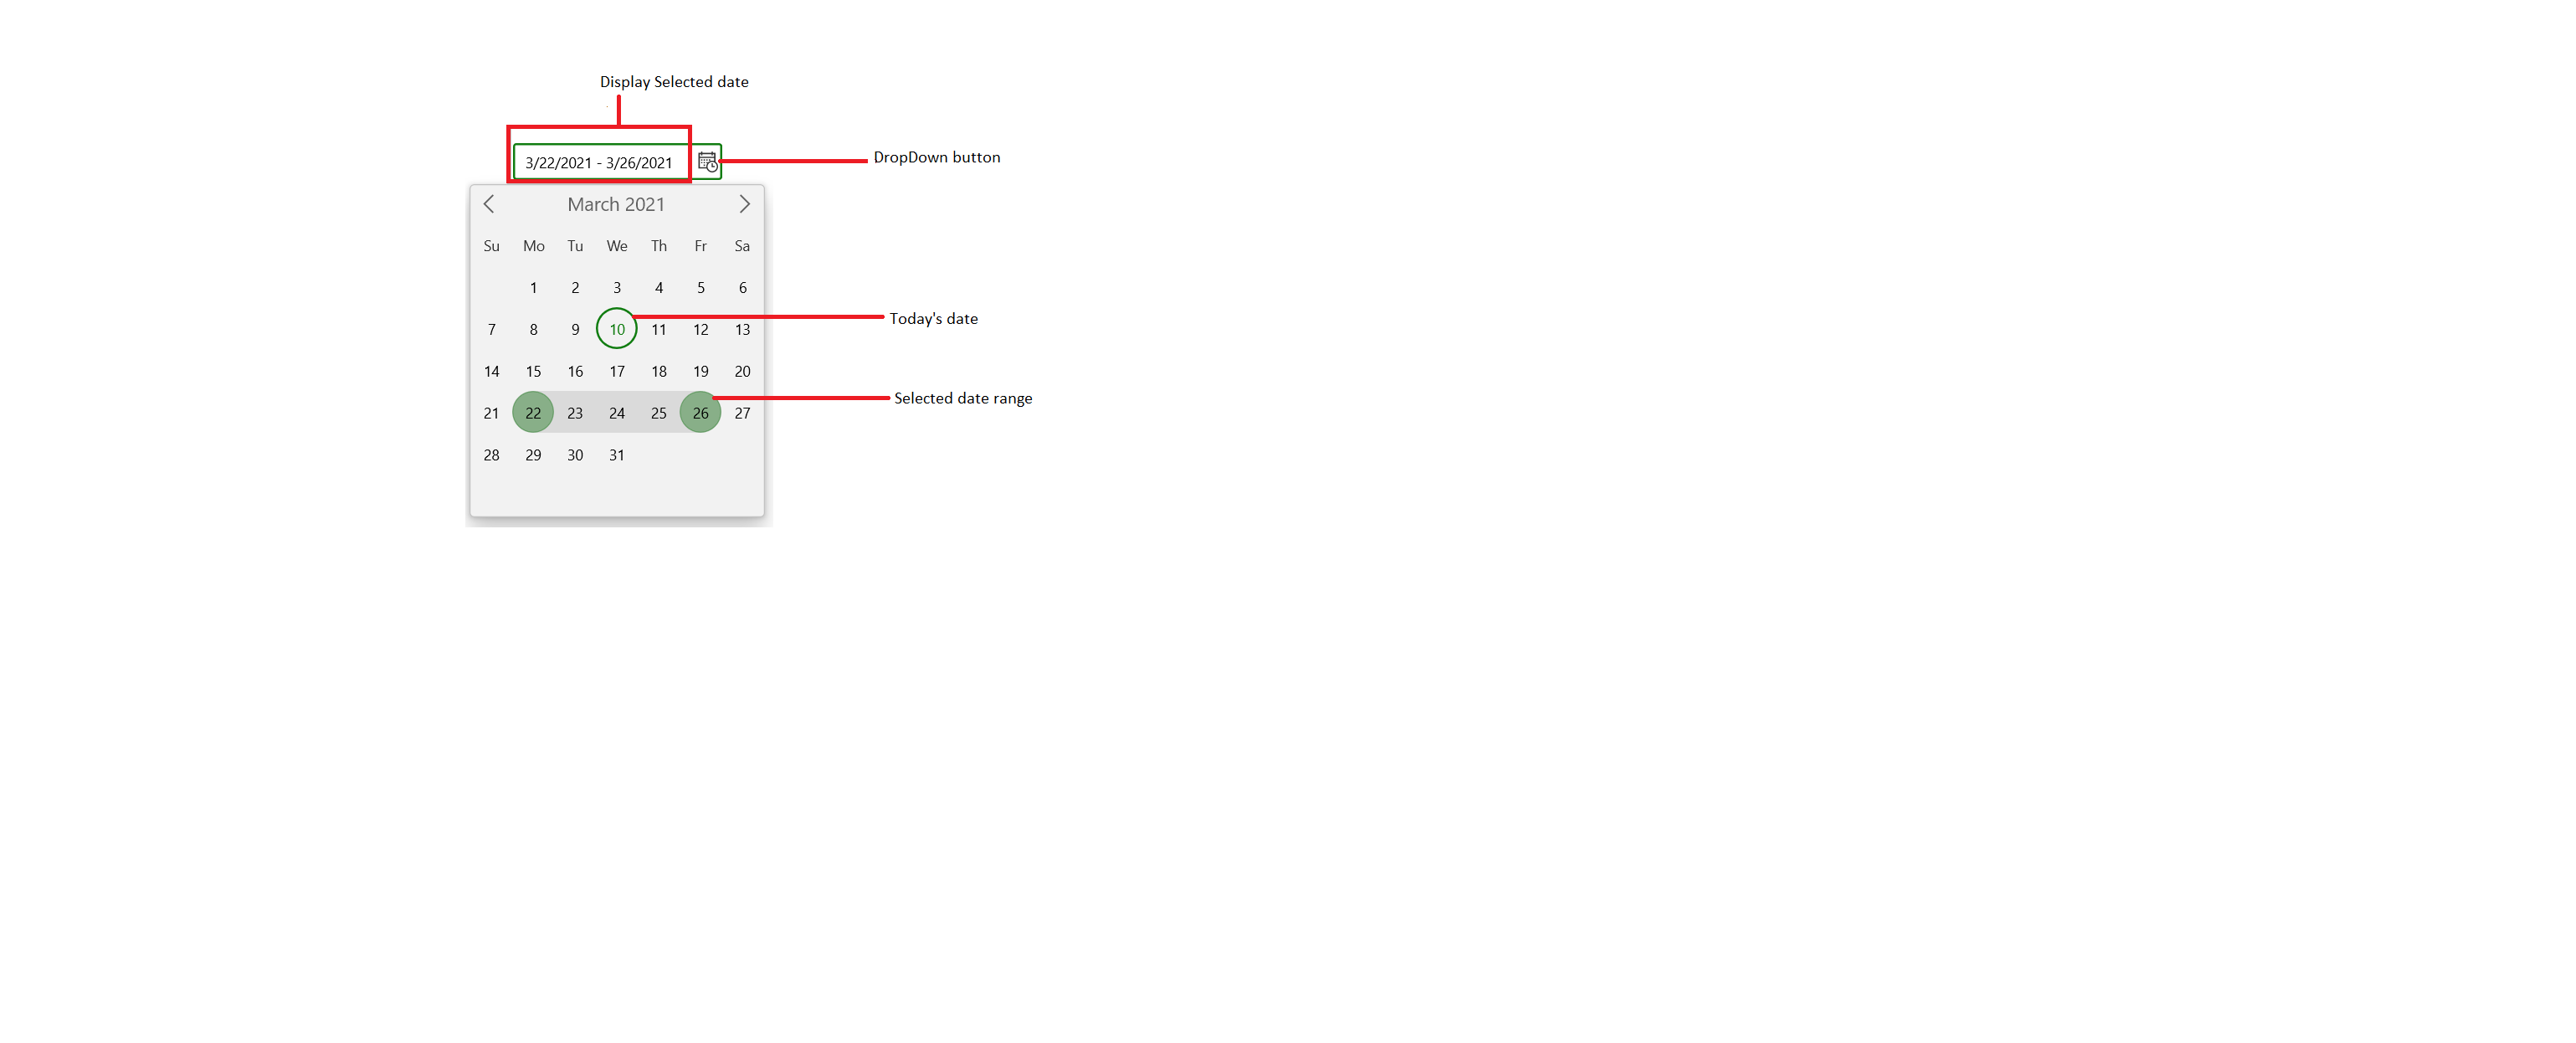 Display Selected date
3/22/2021 - 3/26/2021
DropDown button
March 2021
Su Mo Tu We Th Fr Sa
1 2 3 4 5 6
7 8 9 10 11 12 13
Today's date
14 15 16 17 18 19 20
Selected date range
21 22 23 24 25 26 27
28 29 30 31